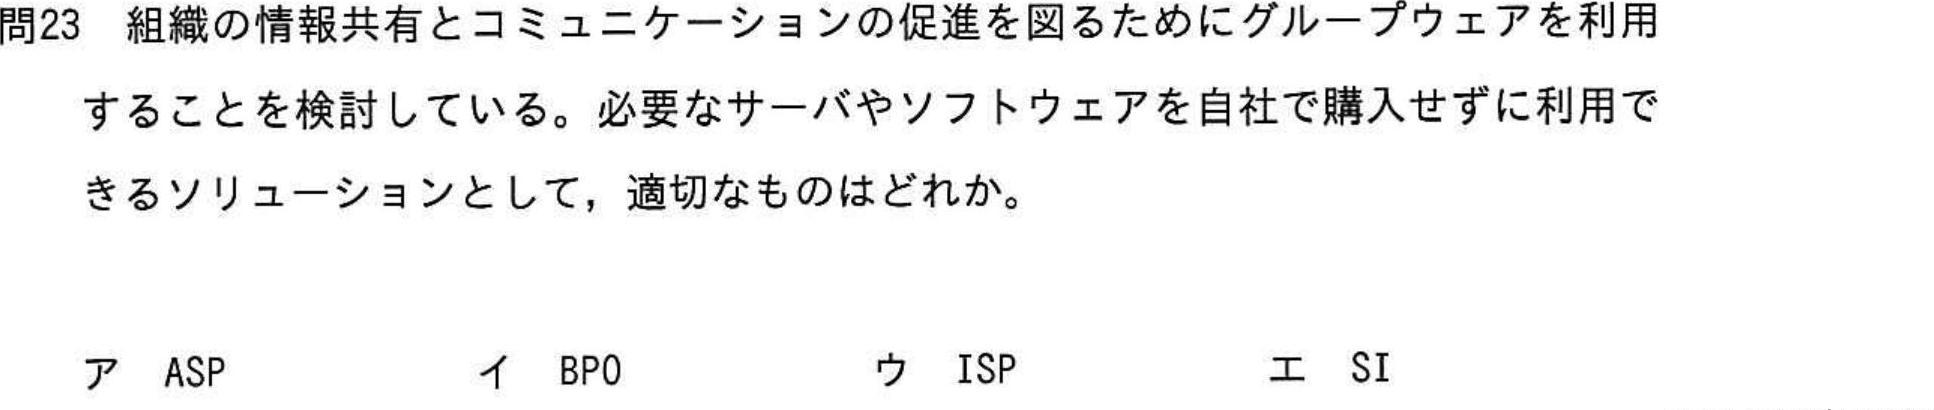 問23 組織の情報共有とコミュニケーションの促進を図るためにグループウェアを利用
することを検討している。必要なサーバやソフトウェアを自社で購入せずに利用で
きるソリューションとして，適切なものはどれか。
ア ASP イ BPO ウ ISP エ SI